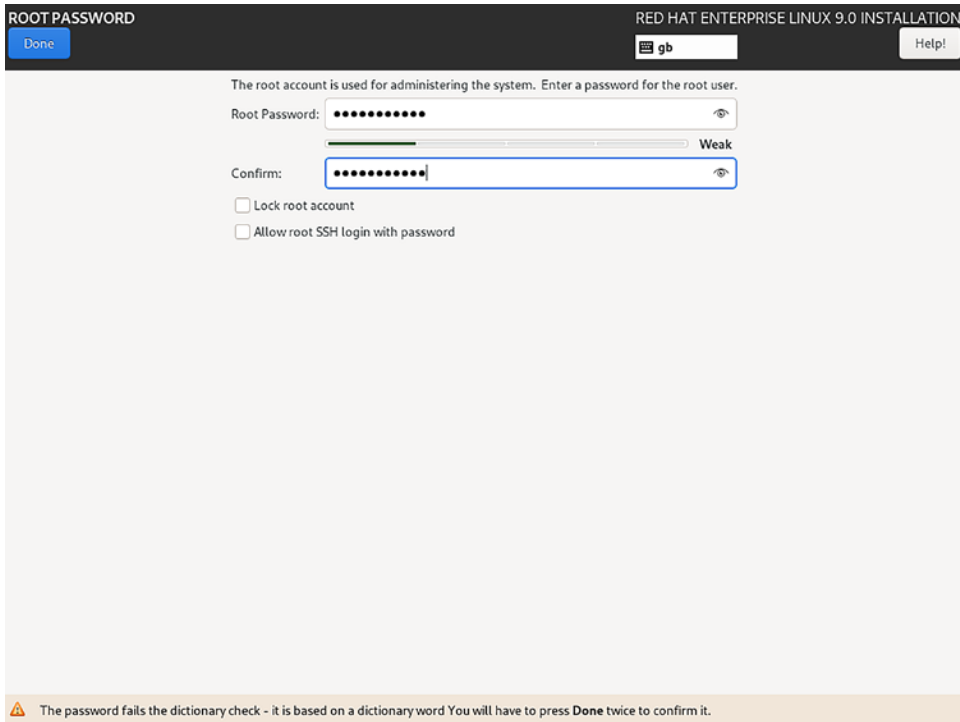 ROOT PASSWORD
RED HAT ENTERPRISE LINUX 9.0 INSTALLATION
Done
gb
Help!
The root account is used for administering the system. Enter a password for the root user.
Root Password: ●●●●●●●●●●●
Weak
Confirm: ●●●●●●●●●●●
Lock root account
Allow root SSH login with password
The password fails the dictionary check - it is based on a dictionary word You will have to press Done twice to confirm it.